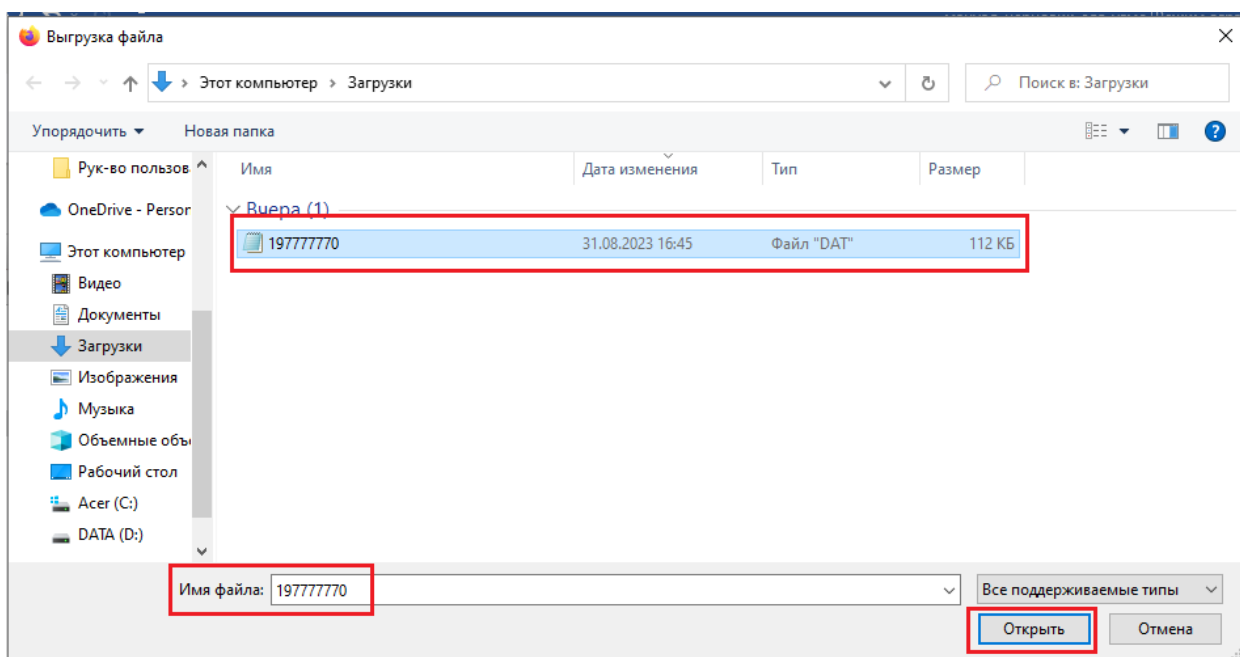 Выгрузка файла
Этот компьютер › Загрузки
Поиск в: Загрузки
Упорядочить Новая папка
Рук-во пользов
Имя Дата изменения Тип Размер
OneDrive - Person
Вчера (1)
197777770 31.08.2023 16:45 Файл "DAT" 112 КБ
Этот компьютер
Видео
Документы
Загрузки
Изображения
Музыка
Объемные объ
Рабочий стол
Acer (C:)
DATA (D:)
Имя файла: 197777770
Все поддерживаемые типы
Открыть Отмена